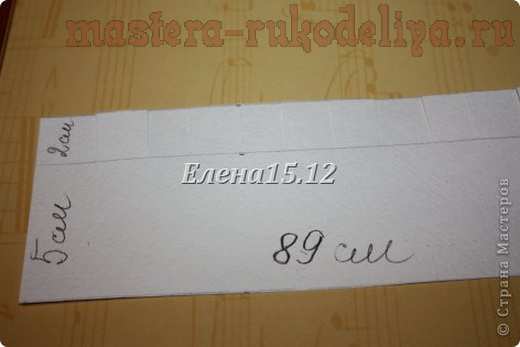 mastera-rukodeliya.ru
2см
Елена15.12
5см
89 см
© Страна Мастеров